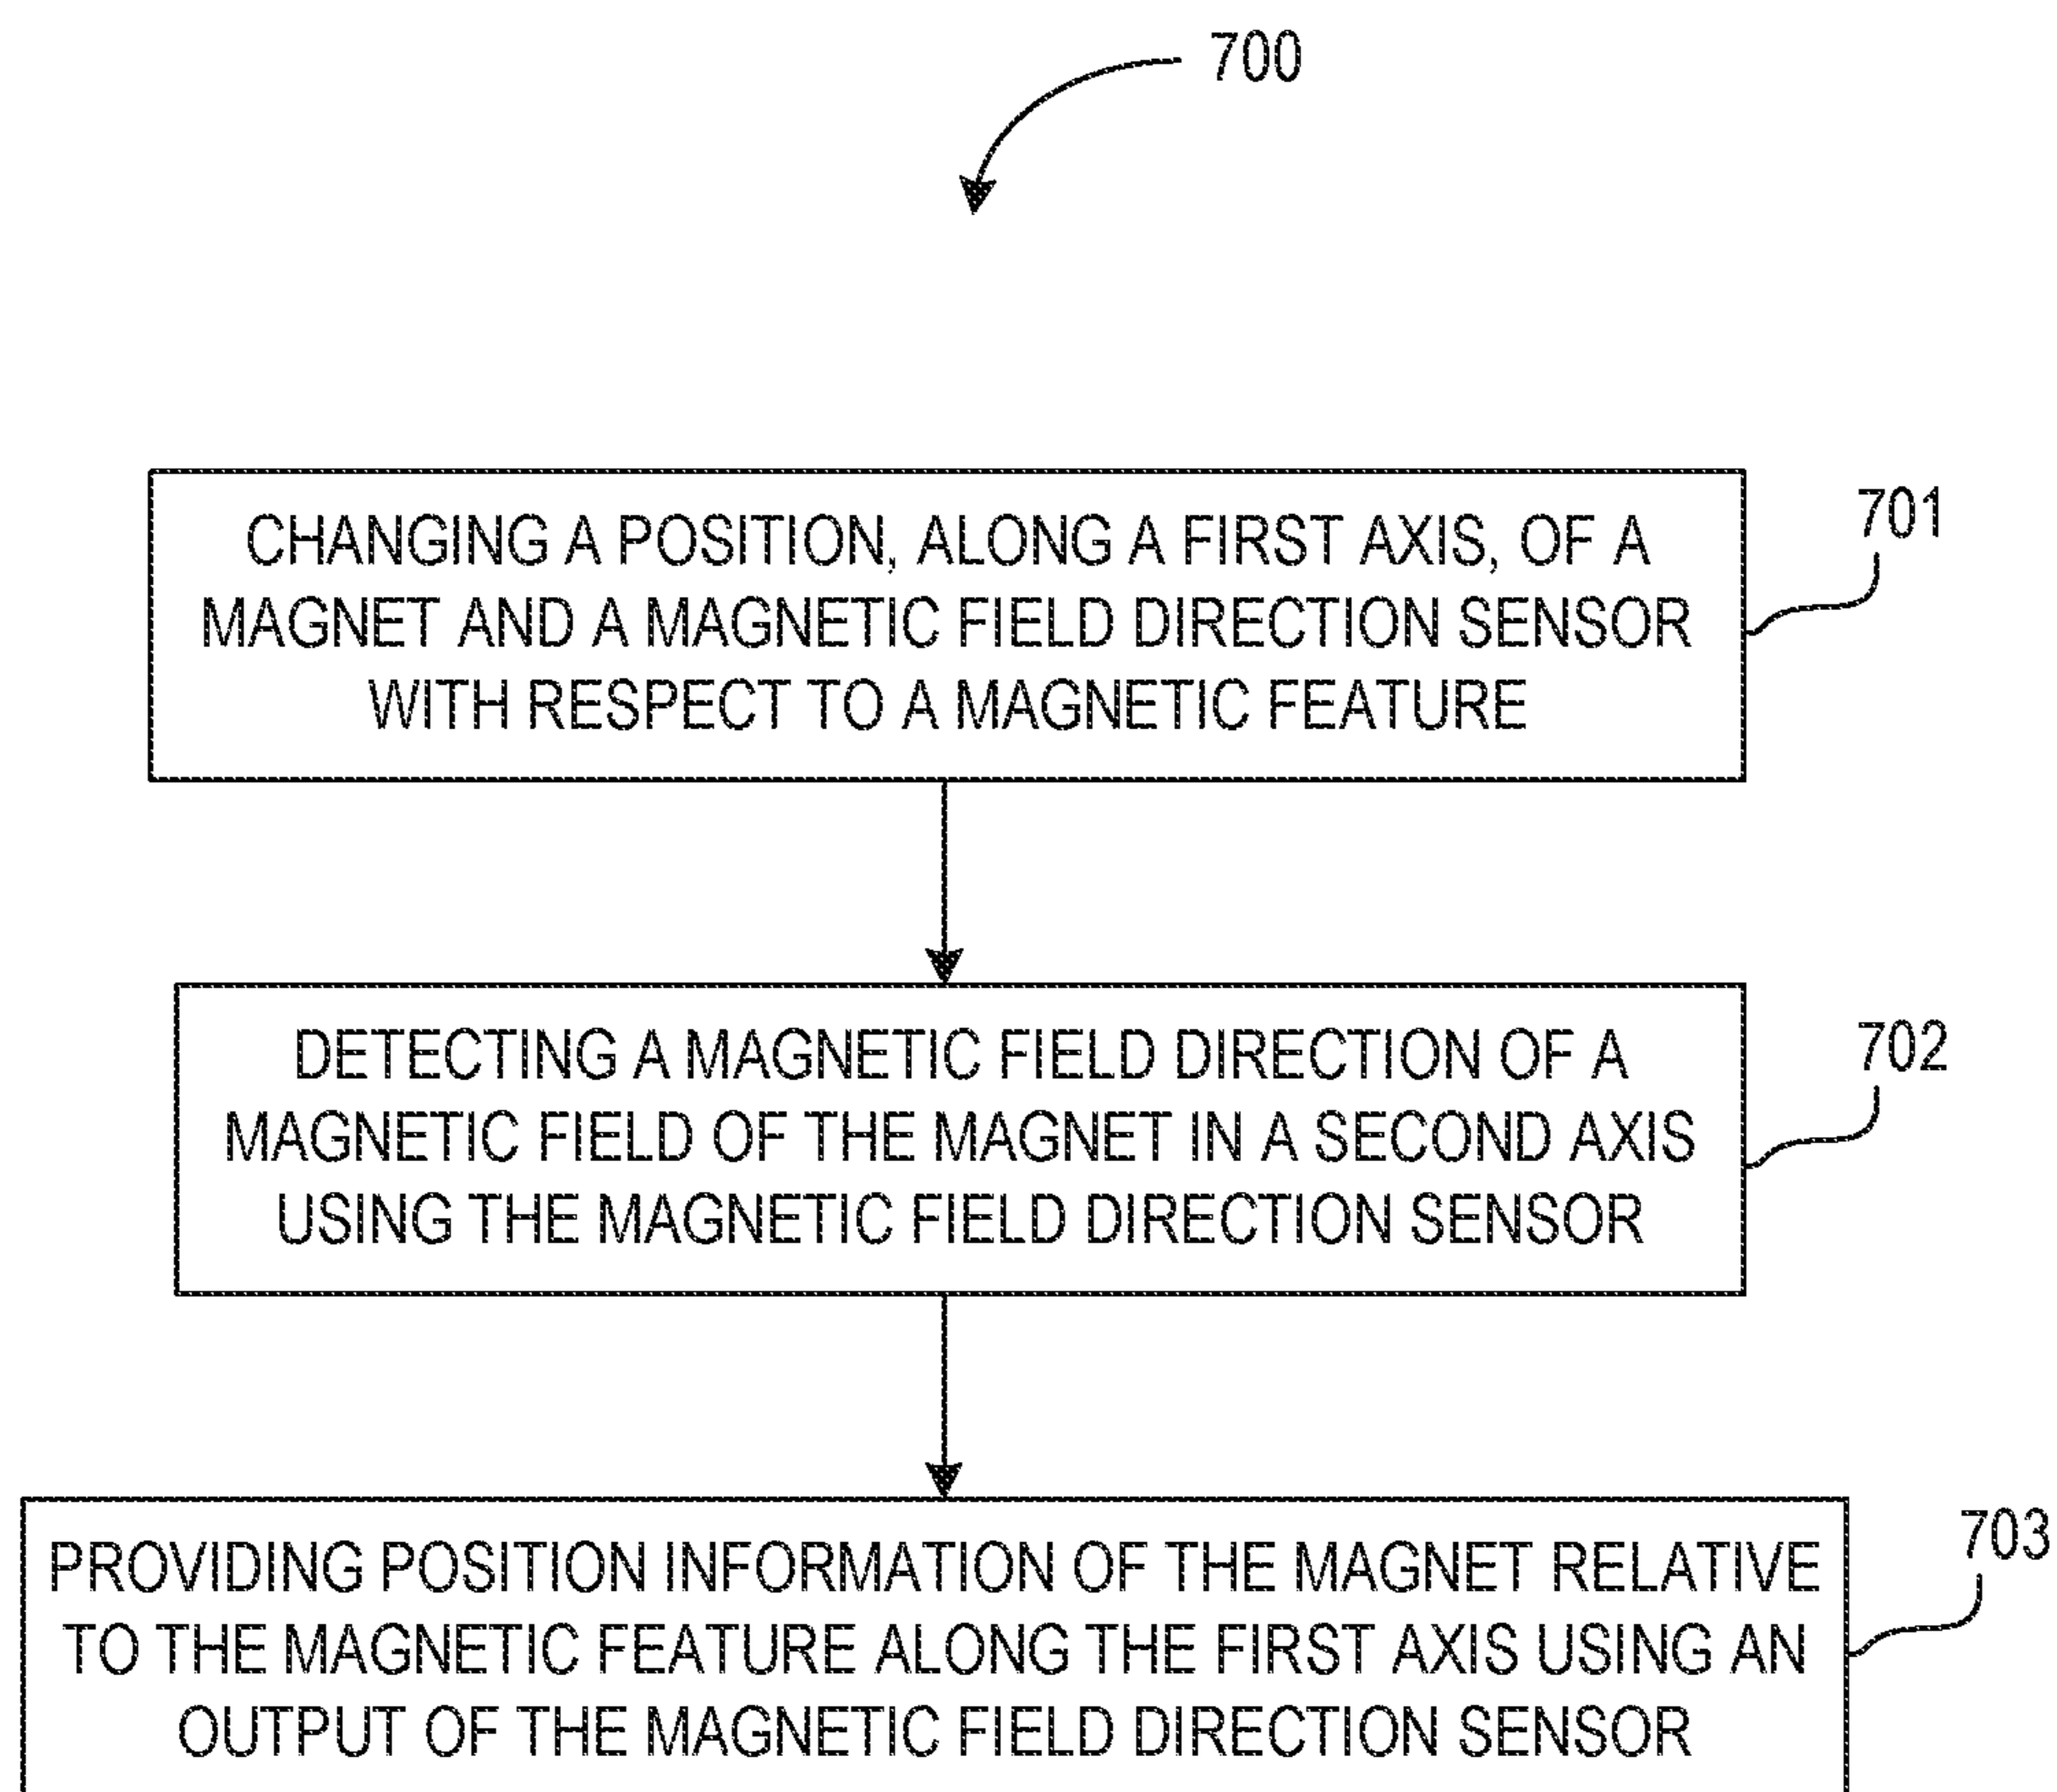 700
CHANGING A POSITION, ALONG A FIRST AXIS, OF A
MAGNET AND A MAGNETIC FIELD DIRECTION SENSOR
WITH RESPECT TO A MAGNETIC FEATURE
701
DETECTING A MAGNETIC FIELD DIRECTION OF A
MAGNETIC FIELD OF THE MAGNET IN A SECOND AXIS
USING THE MAGNETIC FIELD DIRECTION SENSOR
702
PROVIDING POSITION INFORMATION OF THE MAGNET RELATIVE
TO THE MAGNETIC FEATURE ALONG THE FIRST AXIS USING AN
OUTPUT OF THE MAGNETIC FIELD DIRECTION SENSOR
703